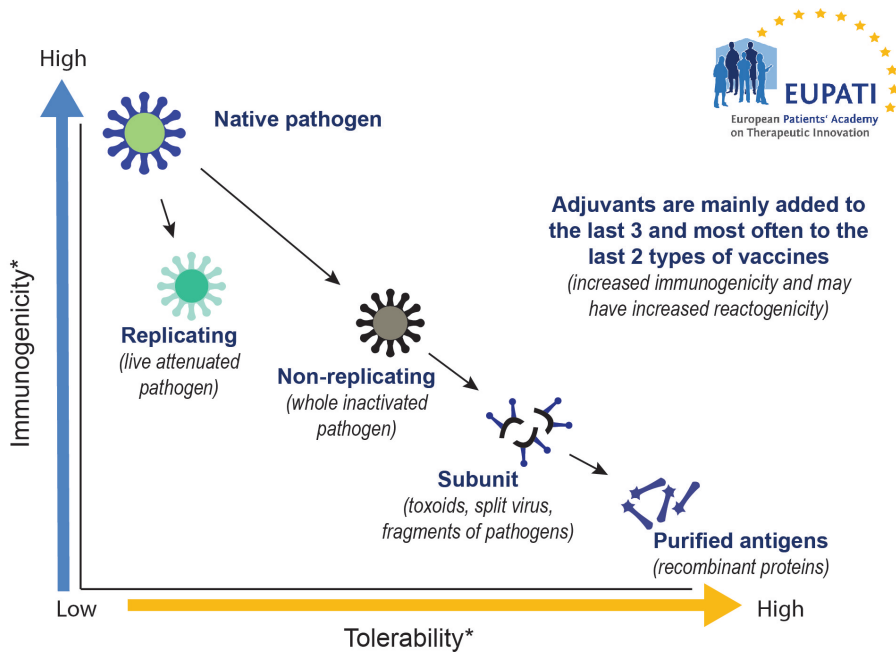 High
Native pathogen
EUPATI
European Patients' Academy
on Therapeutic Innovation
Adjuvants are mainly added to
the last 3 and most often to the
last 2 types of vaccines
(increased immunogenicity and may
have increased reactogenicity)
Immunogenicity*
Replicating
(live attenuated
pathogen)
Non-replicating
(whole inactivated
pathogen)
Subunit
(toxoids, split virus,
fragments of pathogens)
Purified antigens
(recombinant proteins)
Low
High
Tolerability*